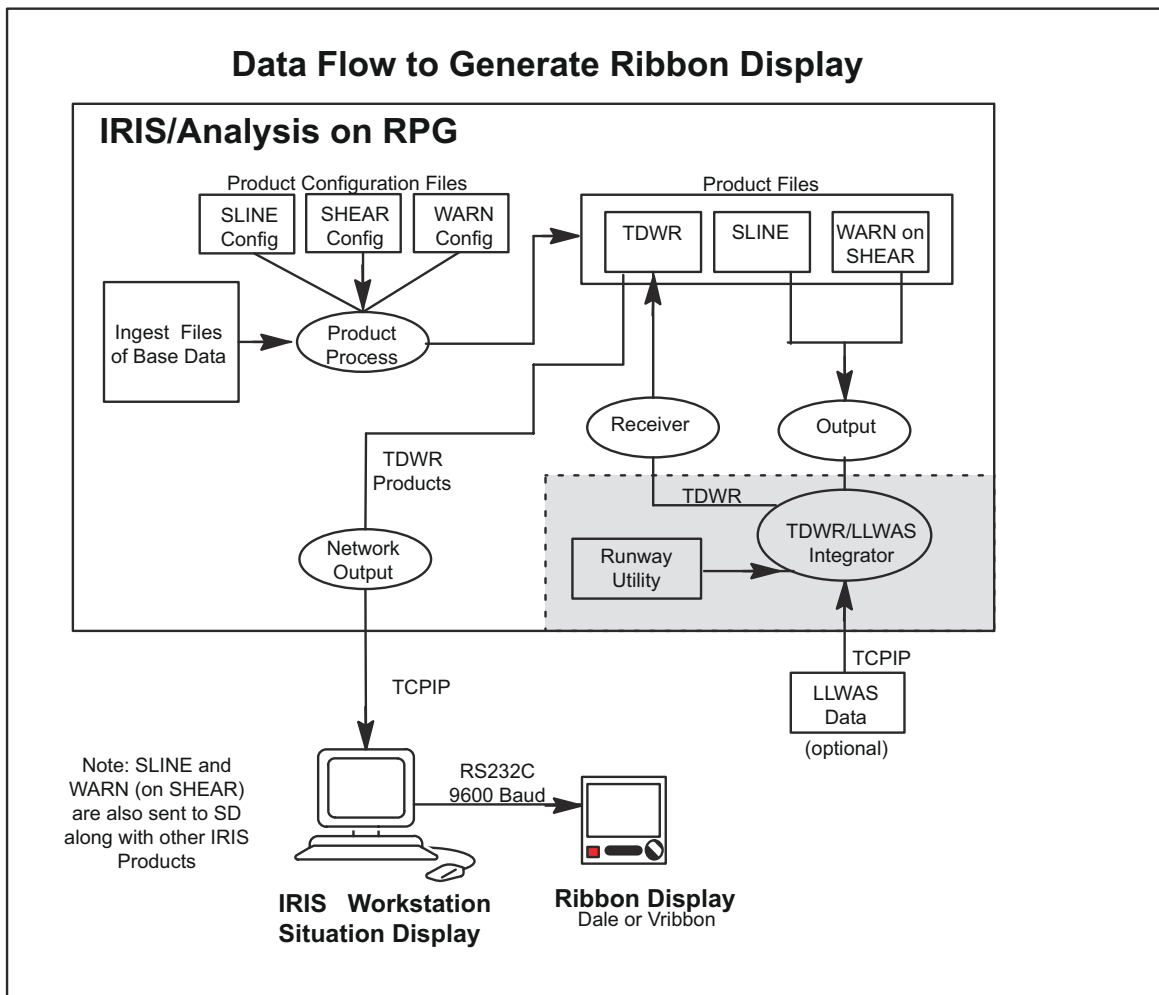 Data Flow to Generate Ribbon Display
IRIS/Analysis on RPG
Product Configuration Files
SLINE
Config
SHEAR
Config
WARN
Config
Product Files
TDWR
SLINE
WARN on
SHEAR
Ingest Files
of Base Data
Product
Process
Receiver
Output
TDWR
Products
TDWR
TDWR/LLWAS
Integrator
Runway
Utility
Network
Output
TCPIP
TCPIP
LLWAS
Data
(optional)
Note: SLINE and
WARN (on SHEAR)
are also sent to SD
along with other IRIS
Products
RS232C
9600 Baud
IRIS Workstation
Situation Display
Ribbon Display
Dale or Vribbon